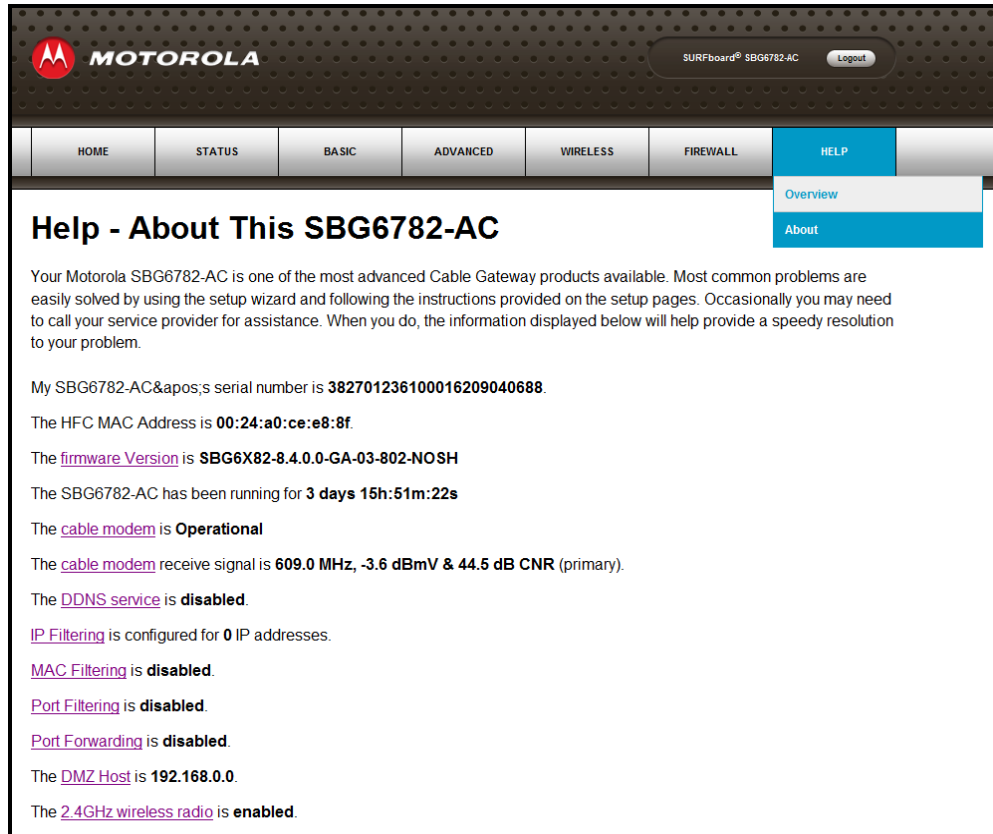 MOTOROLA
SURFboard® SBG6782-AC Logout
HOME STATUS BASIC ADVANCED WIRELESS FIREWALL HELP
Overview
About
Help - About This SBG6782-AC
Your Motorola SBG6782-AC is one of the most advanced Cable Gateway products available. Most common problems are
easily solved by using the setup wizard and following the instructions provided on the setup pages. Occasionally you may need
to call your service provider for assistance. When you do, the information displayed below will help provide a speedy resolution
to your problem.
My SBG6782-AC&apos;s serial number is 382701236100016209040688.
The HFC MAC Address is 00:24:a0:ce:e8:8f.
The firmware Version is SBG6X82-8.4.0.0-GA-03-802-NOSH
The SBG6782-AC has been running for 3 days 15h:51m:22s
The cable modem is Operational
The cable modem receive signal is 609.0 MHz, -3.6 dBmV & 44.5 dB CNR (primary).
The DDNS service is disabled.
IP Filtering is configured for 0 IP addresses.
MAC Filtering is disabled.
Port Filtering is disabled.
Port Forwarding is disabled.
The DMZ Host is 192.168.0.0.
The 2.4GHz wireless radio is enabled.